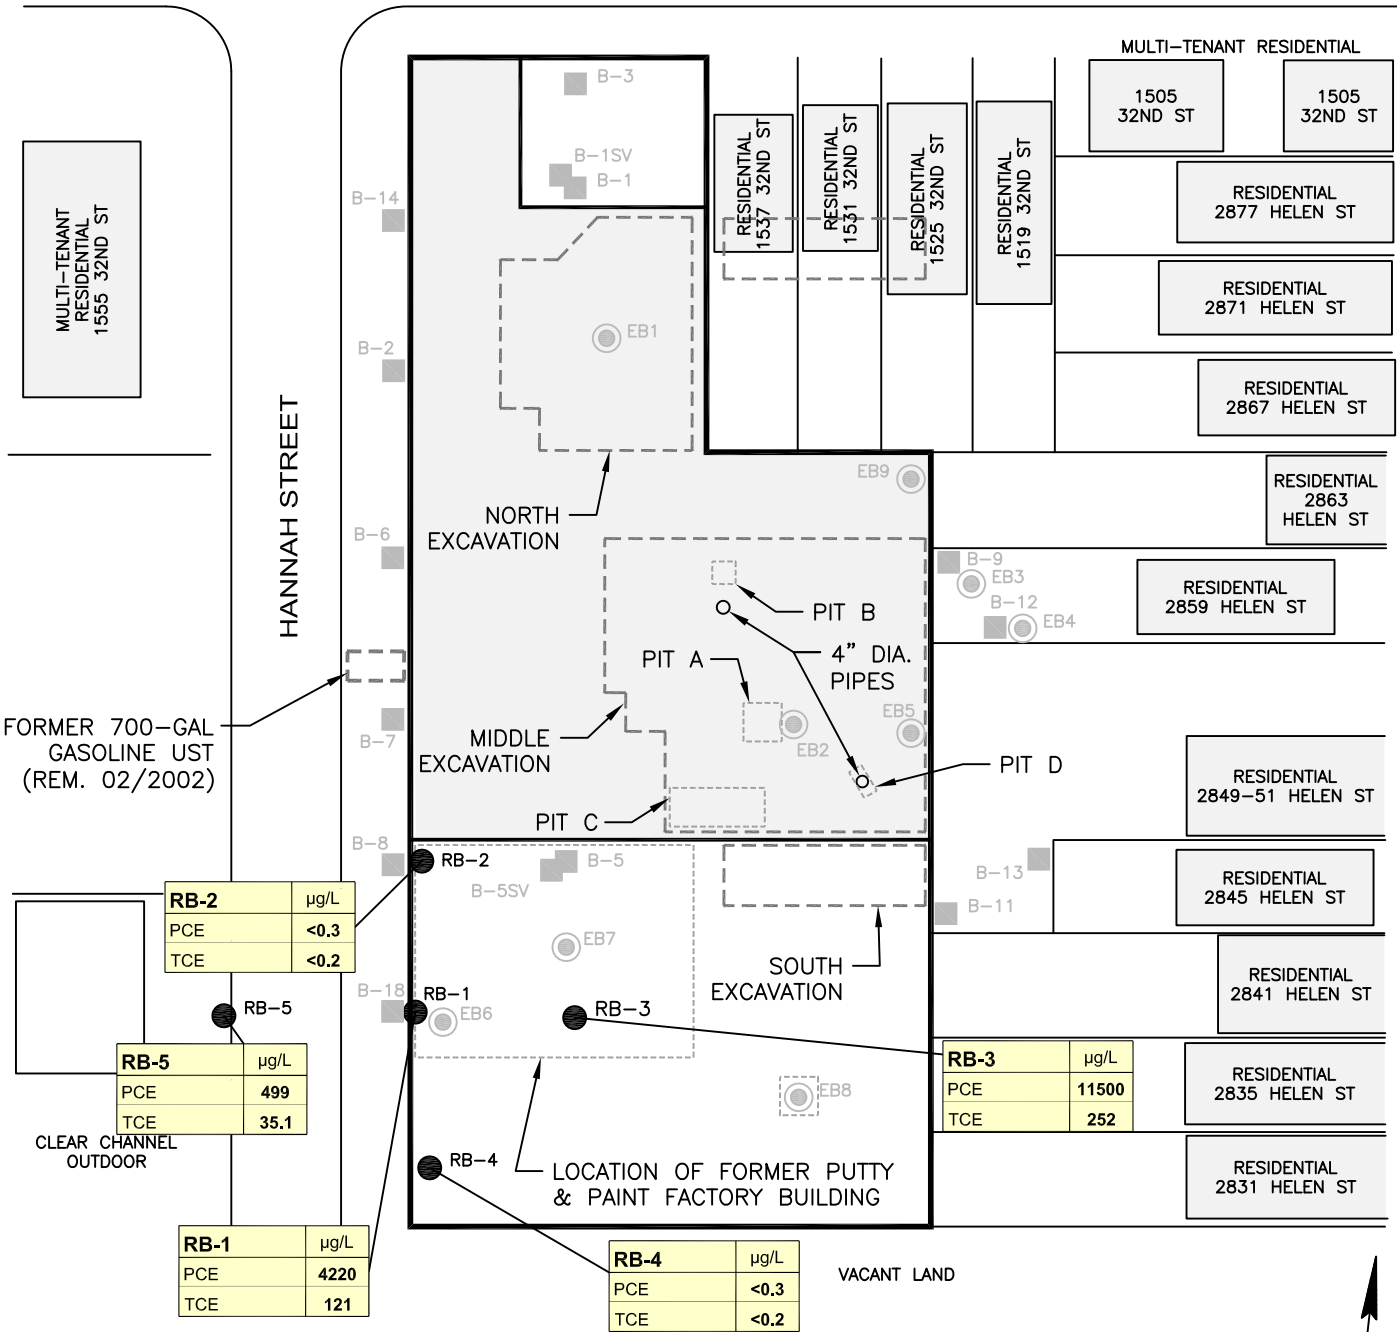 MULTI-TENANT RESIDENTIAL
1505
32ND ST
1505
32ND ST
B-3
B-1SV
B-1
B-14
RESIDENTIAL
1537 32ND ST
RESIDENTIAL
1531 32ND ST
RESIDENTIAL
1525 32ND ST
RESIDENTIAL
1519 32ND ST
RESIDENTIAL
2877 HELEN ST
MULTI-TENANT
RESIDENTIAL
1555 32ND ST
RESIDENTIAL
2871 HELEN ST
EB1
B-2
RESIDENTIAL
2867 HELEN ST
HANNAH STREET
EB9
RESIDENTIAL
2863
HELEN ST
NORTH
EXCAVATION
B-6
B-9
EB3
B-12
EB4
RESIDENTIAL
2859 HELEN ST
PIT B
4" DIA.
PIPES
PIT A
FORMER 700-GAL
GASOLINE UST
(REM. 02/2002)
B-7
MIDDLE
EXCAVATION
EB2
EB5
PIT D
PIT C
RESIDENTIAL
2849-51 HELEN ST
B-8
RB-2
B-5
B-5SV
B-13
B-11
RESIDENTIAL
2845 HELEN ST
RB-2 µg/L
PCE <0.3
TCE <0.2
EB7
SOUTH
EXCAVATION
RESIDENTIAL
2841 HELEN ST
B-18
RB-1
EB6
RB-5
RB-3
RB-5 µg/L
PCE 499
TCE 35.1
RB-3 µg/L
PCE 11500
TCE 252
RESIDENTIAL
2835 HELEN ST
EB8
CLEAR CHANNEL
OUTDOOR
RB-4
LOCATION OF FORMER PUTTY
& PAINT FACTORY BUILDING
RESIDENTIAL
2831 HELEN ST
RB-1 µg/L
PCE 4220
TCE 121
RB-4 µg/L
PCE <0.3
TCE <0.2
VACANT LAND